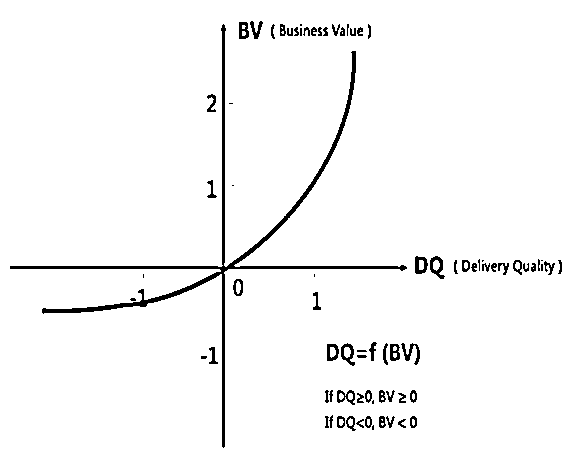 BV ( Business Value )
2
1
DQ ( Delivery Quality )
-1 0 1
-1
DQ=f (BV)
If DQ≥0, BV ≥ 0
If DQ<0, BV < 0